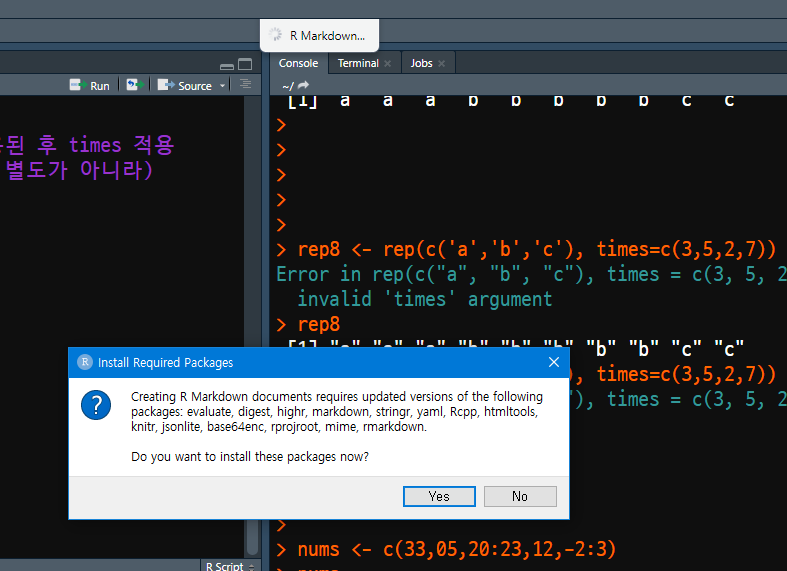 R Markdown...
Console Terminal Jobs
Run Source
~/
[1] a a a b b b b b c c
된 후 times 적용
별도가 아니라)
>
>
>
>
>
> rep8 <- rep(c('a','b','c'), times=c(3,5,2,7))
Error in rep(c("a", "b", "c"), times = c(3, 5, 2
invalid 'times' argument
> rep8
[1] "a" "a" "a" "b" "b" "b" "b" "b" "c" "c"
), times=c(3,5,2,7))
), times = c(3, 5, 2
R Install Required Packages
?
Creating R Markdown documents requires updated versions of the following
packages: evaluate, digest, highr, markdown, stringr, yaml, Rcpp, htmltools,
knitr, jsonlite, base64enc, rprojroot, mime, rmarkdown.
Do you want to install these packages now?
Yes No
>
> nums <- c(33,05,20:23,12,-2:3)
> nums
R Script